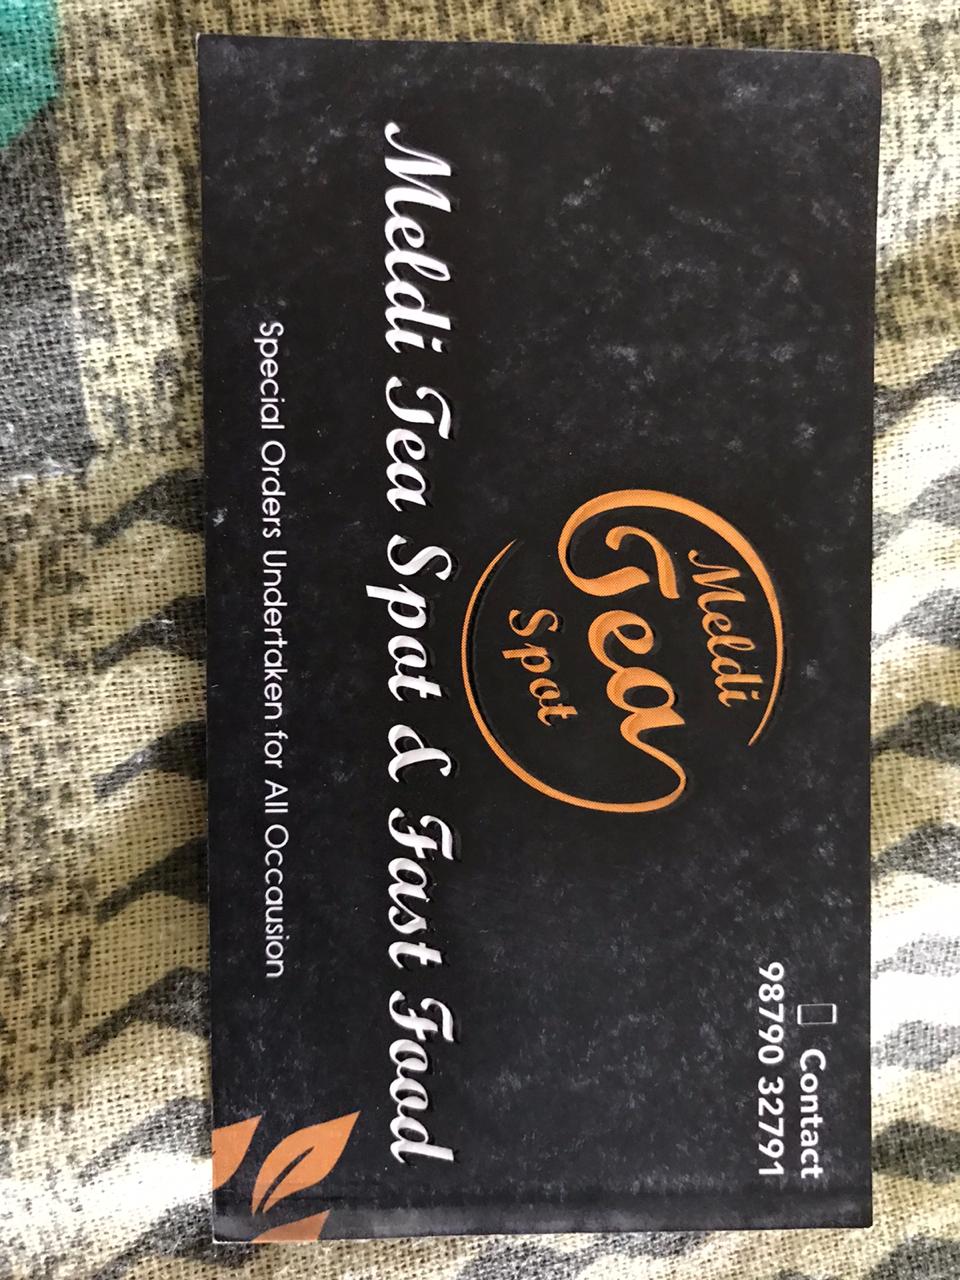 Contact
98790 32791
Meldi
Tea
Spot
Meldi Tea Spot & Fast Food
Special Orders Undertaken for All Occausion